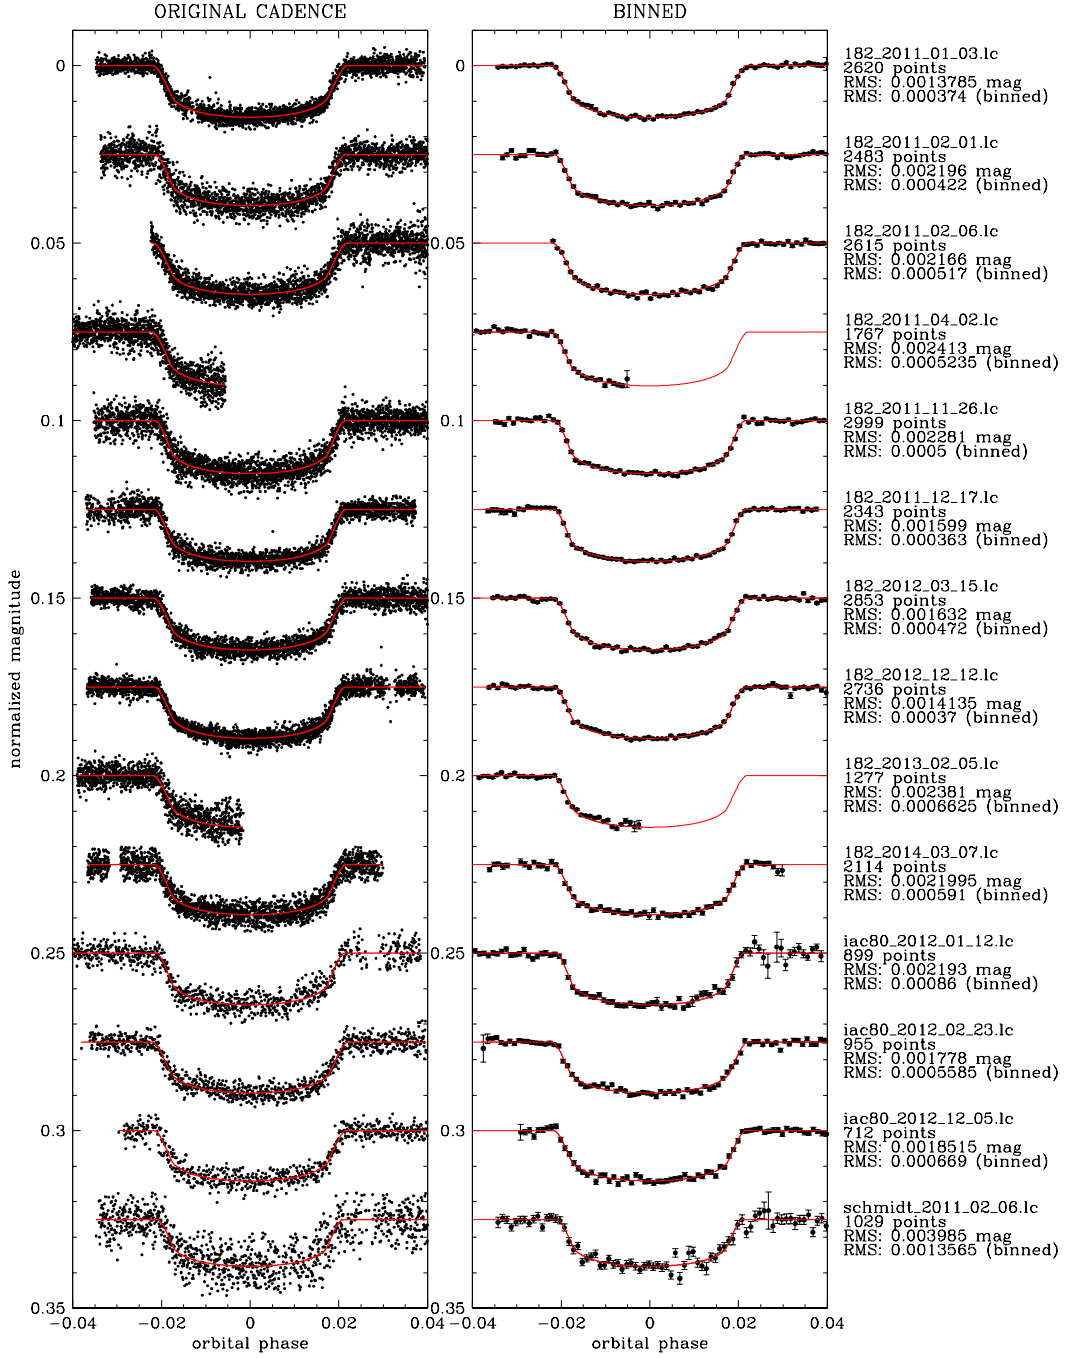 ORIGINAL CADENCE
BINNED
normalized magnitude
0
0.05
0.1
0.15
0.2
0.25
0.3
0.35
-0.04
-0.02
0
0.02
0.04
orbital phase
0
0.05
0.1
0.15
0.2
0.25
0.3
0.35
-0.04
-0.02
0
0.02
0.04
orbital phase
182_2011_01_03.lc
2620 points
RMS: 0.0013785 mag
RMS: 0.000374 (binned)
182_2011_02_01.lc
2483 points
RMS: 0.002196 mag
RMS: 0.000422 (binned)
182_2011_02_06.lc
2615 points
RMS: 0.002166 mag
RMS: 0.000517 (binned)
182_2011_04_02.lc
1767 points
RMS: 0.002413 mag
RMS: 0.0005235 (binned)
182_2011_11_26.lc
2999 points
RMS: 0.002281 mag
RMS: 0.0005 (binned)
182_2011_12_17.lc
2343 points
RMS: 0.001599 mag
RMS: 0.000363 (binned)
182_2012_03_15.lc
2853 points
RMS: 0.001632 mag
RMS: 0.000472 (binned)
182_2012_12_12.lc
2736 points
RMS: 0.0014135 mag
RMS: 0.00037 (binned)
182_2013_02_05.lc
1277 points
RMS: 0.002381 mag
RMS: 0.0006625 (binned)
182_2014_03_07.lc
2114 points
RMS: 0.0021995 mag
RMS: 0.000591 (binned)
iac80_2012_01_12.lc
899 points
RMS: 0.002193 mag
RMS: 0.00086 (binned)
iac80_2012_02_23.lc
955 points
RMS: 0.001778 mag
RMS: 0.0005585 (binned)
iac80_2012_12_05.lc
712 points
RMS: 0.0018515 mag
RMS: 0.000669 (binned)
schmidt_2011_02_06.lc
1029 points
RMS: 0.003985 mag
RMS: 0.0013565 (binned)